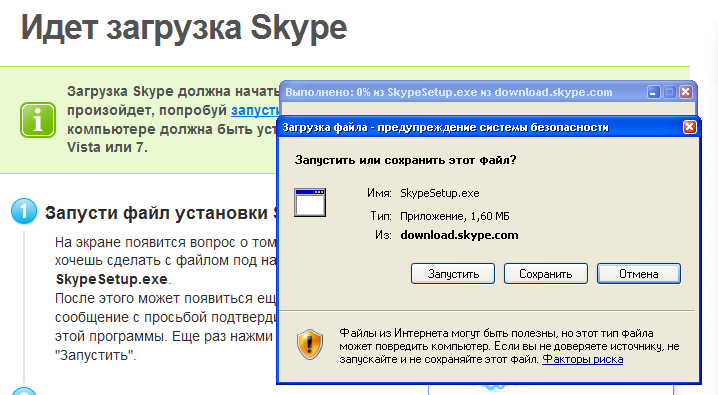 Идет загрузка Skype
Загрузка Skype должна начать
произойдет, попробуй запусти
компьютере должна быть уст
Vista или 7.
Выполнено: 0% из SkypeSetup.exe из download.skype.com
Загрузка файла - предупреждение системы безопасности
Запустить или сохранить этот файл?
Имя: SkypeSetup.exe
Тип: Приложение, 1,60 МБ
Из: download.skype.com
Запустить Сохранить Отмена
Файлы из Интернета могут быть полезны, но этот тип файла
может повредить компьютер. Если вы не доверяете источнику, не
запускайте и не сохраняйте этот файл. Факторы риска
1 Запусти файл установки S
На экране появится вопрос о том
хочешь сделать с файлом под на
SkypeSetup.exe.
После этого может появиться ещ
сообщение с просьбой подтверди
этой программы. Еще раз нажми
"Запустить".